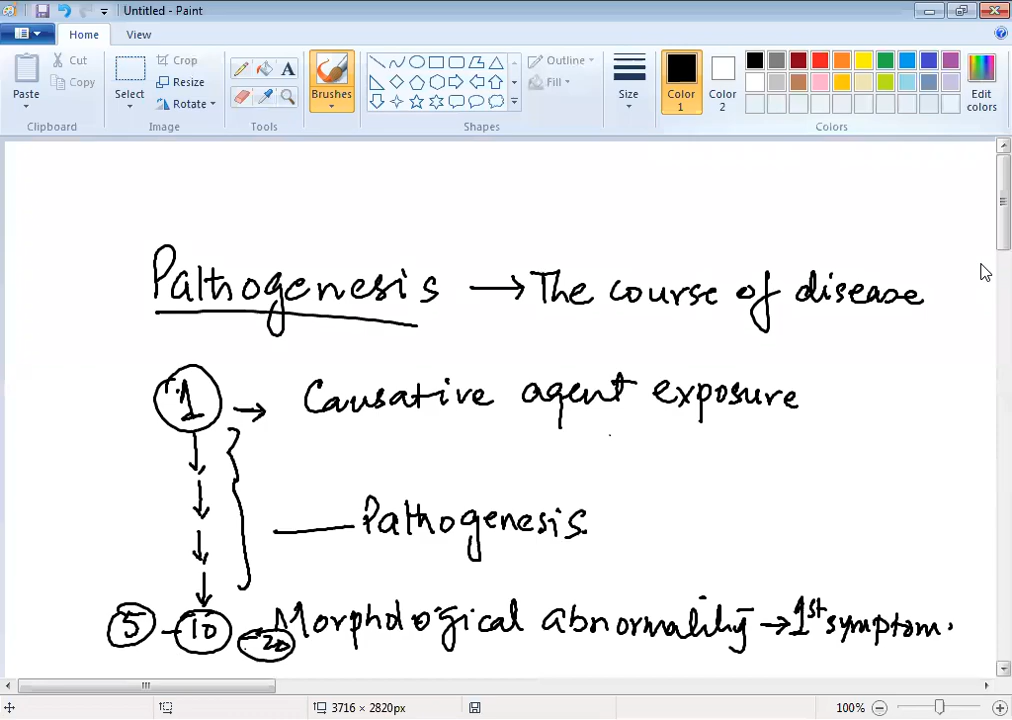 Untitled - Paint
Home View
Cut
Copy
Paste
Clipboard
Crop
Resize
Rotate
Select
Image
A
Tools
Brushes
Outline
Fill
Shapes
Size
Color 1
Color 2
Edit colors
Colors
Pathogenesis → The course of disease
1 → Causative agent exposure
Pathogenesis
5 - 10 - 20 Morphological abnormality → 1st symptom.
3716 × 2820px
100%